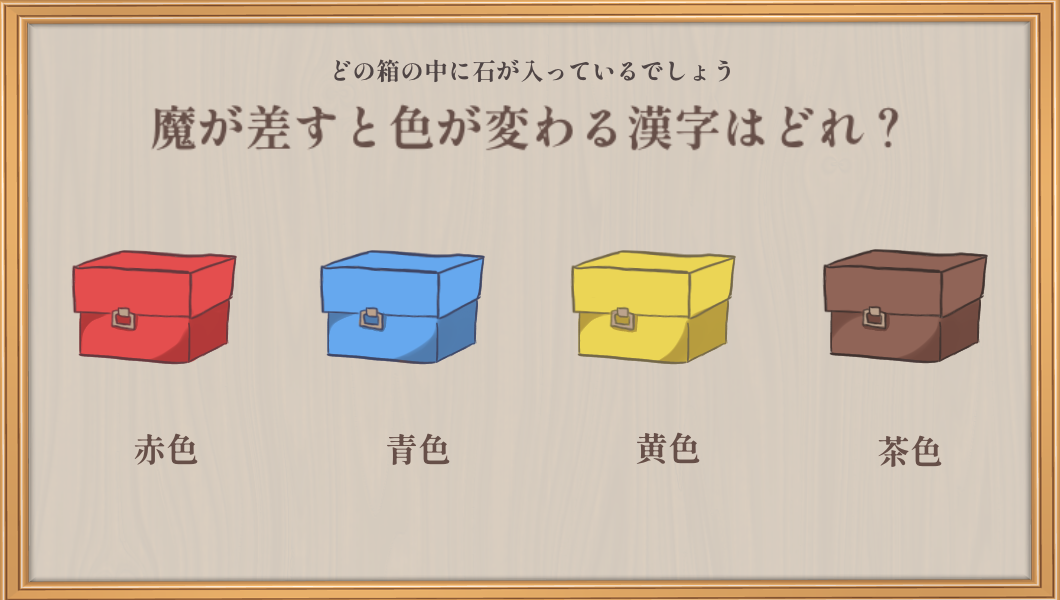 どの箱の中に石が入っているでしょう
魔が差すと色が変わる漢字はどれ？
赤色
青色
黄色
茶色